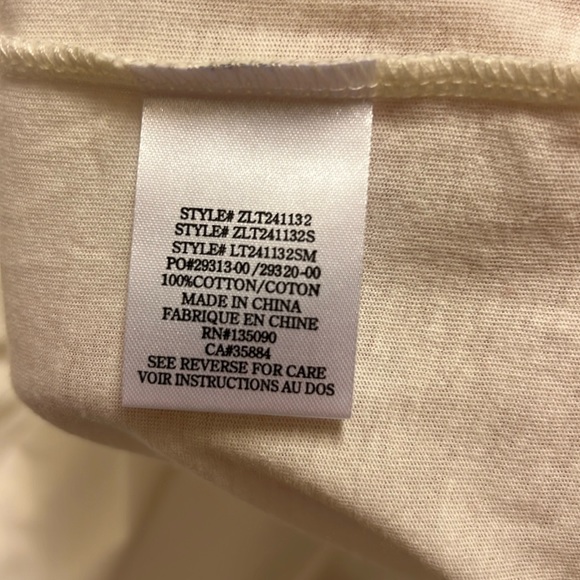 STYLE# ZLT241132
STYLE# ZLT241132S
STYLE# LT241132SM
PO#29313-00/29320-00
100%COTTON/COTON
MADE IN CHINA
FABRIQUE EN CHINE
RN#135090
CA#35884
SEE REVERSE FOR CARE
VOIR INSTRUCTIONS AU DOS